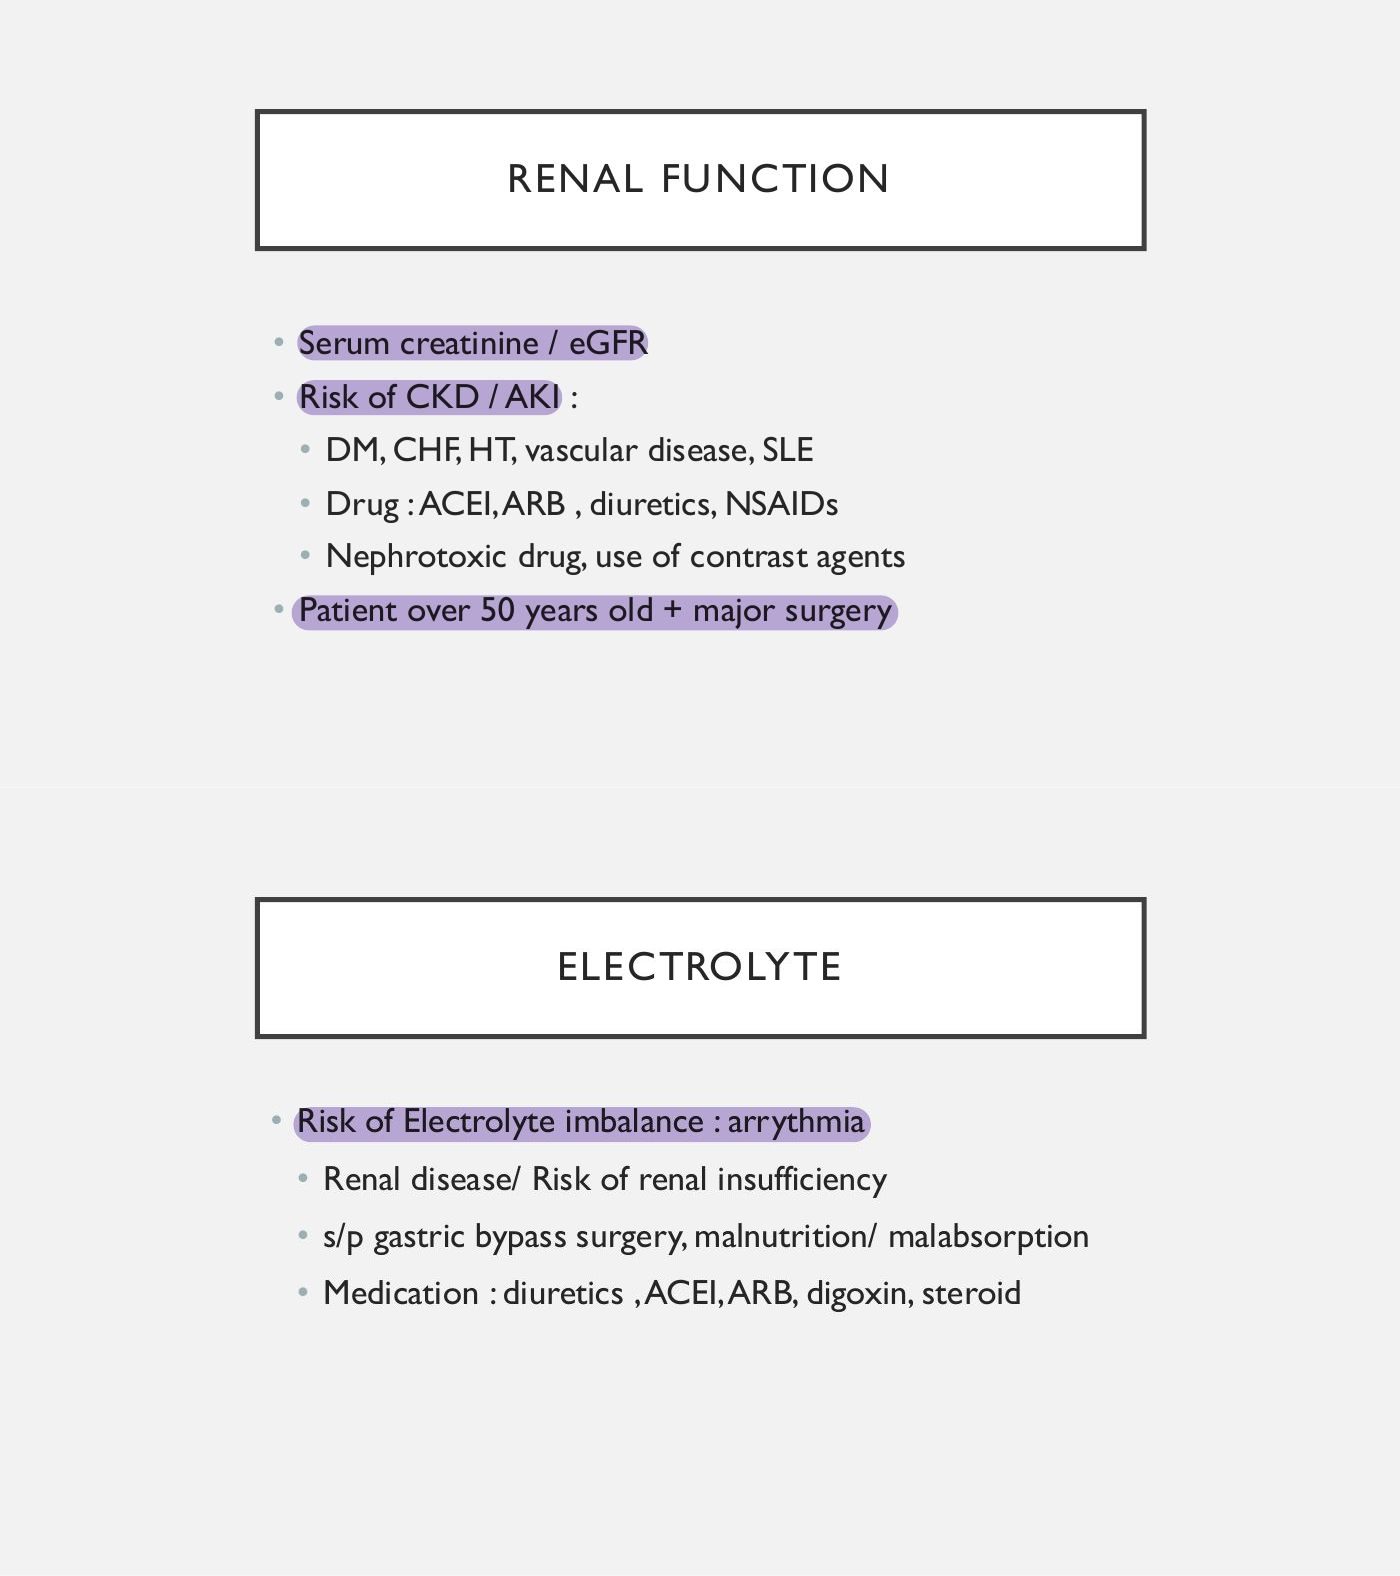 RENAL FUNCTION
• Serum creatinine / eGFR
• Risk of CKD / AKI :
• DM, CHF, HT, vascular disease, SLE
• Drug : ACEI, ARB , diuretics, NSAIDs
• Nephrotoxic drug, use of contrast agents
• Patient over 50 years old + major surgery
ELECTROLYTE
• Risk of Electrolyte imbalance : arrythmia
• Renal disease/ Risk of renal insufficiency
• s/p gastric bypass surgery, malnutrition/ malabsorption
• Medication : diuretics , ACEI, ARB, digoxin, steroid